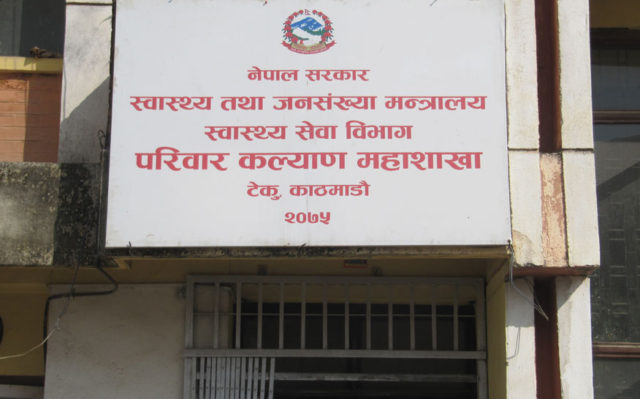 नेपाल सरकार
स्वास्थ्य तथा जनसंख्या मन्त्रालय
स्वास्थ्य सेवा विभाग
परिवार कल्याण महाशाखा
टेकु, काठमाडौं
२०७५